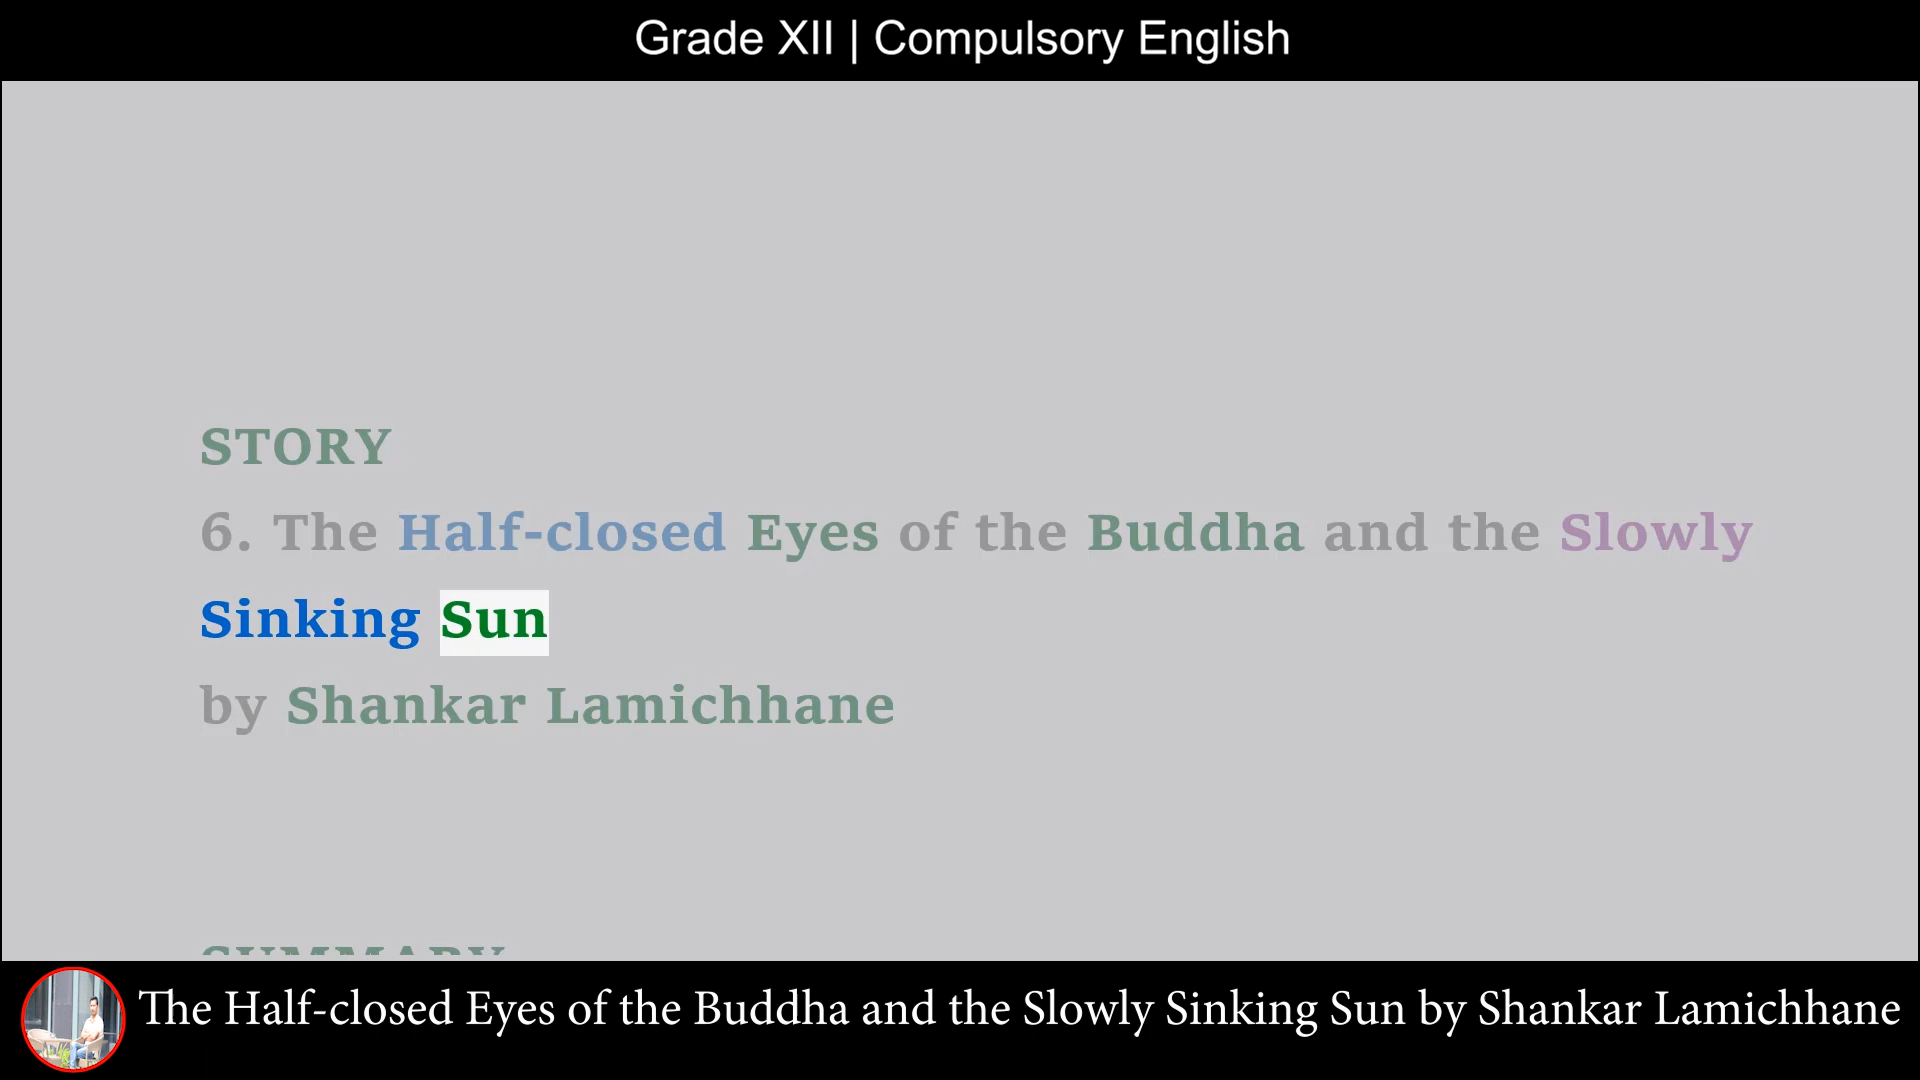 Grade XII | Compulsory English
STORY
6. The Half-closed Eyes of the Buddha and the Slowly
Sinking Sun
by Shankar Lamichhane
SUMMARY
The Half-closed Eyes of the Buddha and the Slowly Sinking Sun by Shankar Lamichhane